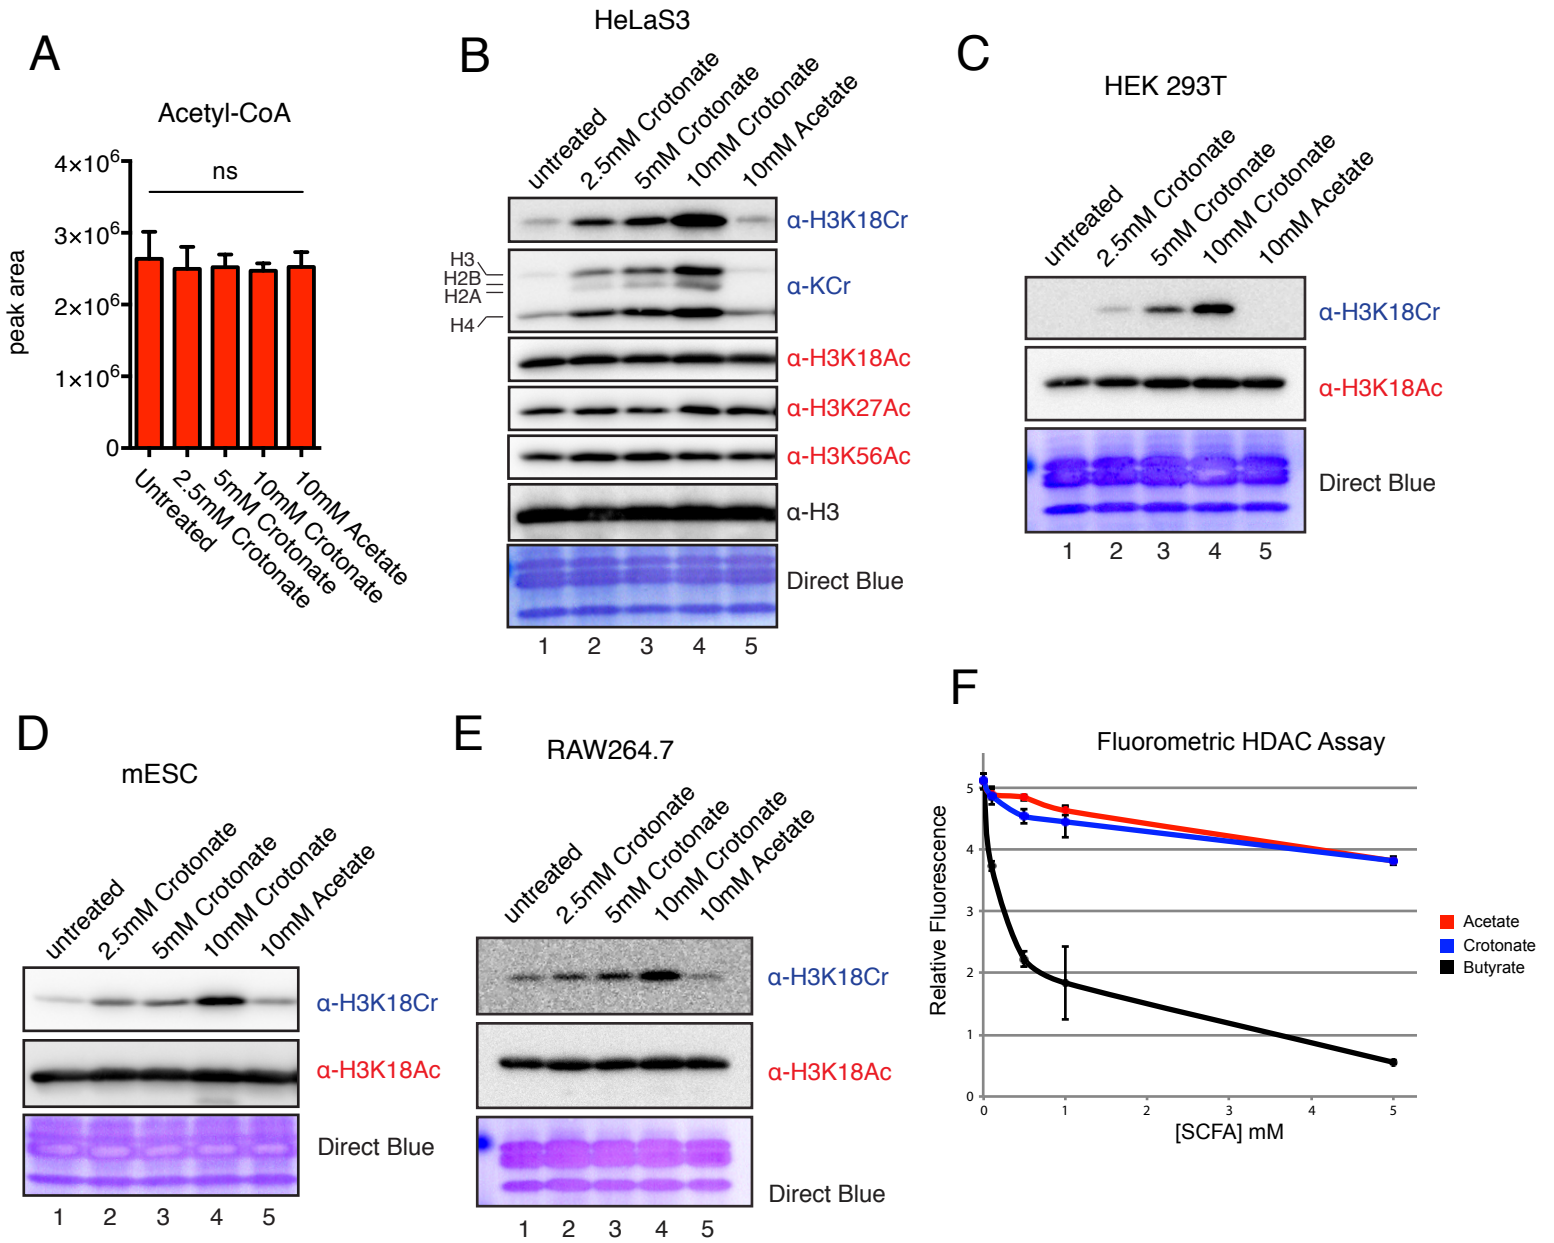 A
Acetyl-CoA
4×10⁶
3×10⁶
2×10⁶
1×10⁶
0
peak area
ns
Untreated
2.5mM Crotonate
5mM Crotonate
10mM Crotonate
10mM Acetate
B
HeLaS3
untreated
2.5mM Crotonate
5mM Crotonate
10mM Crotonate
10mM Acetate
α-H3K18Cr
H3
H2B
H2A
H4
α-KCr
α-H3K18Ac
α-H3K27Ac
α-H3K56Ac
α-H3
Direct Blue
1 2 3 4 5
C
HEK 293T
untreated
2.5mM Crotonate
5mM Crotonate
10mM Crotonate
10mM Acetate
α-H3K18Cr
α-H3K18Ac
Direct Blue
1 2 3 4 5
D
mESC
untreated
2.5mM Crotonate
5mM Crotonate
10mM Crotonate
10mM Acetate
α-H3K18Cr
α-H3K18Ac
Direct Blue
1 2 3 4 5
E
RAW264.7
untreated
2.5mM Crotonate
5mM Crotonate
10mM Crotonate
10mM Acetate
α-H3K18Cr
α-H3K18Ac
Direct Blue
1 2 3 4 5
F
Fluorometric HDAC Assay
Relative Fluorescence
5
4
3
2
1
0
0 1 2 3 4 5
[SCFA] mM
Acetate
Crotonate
Butyrate